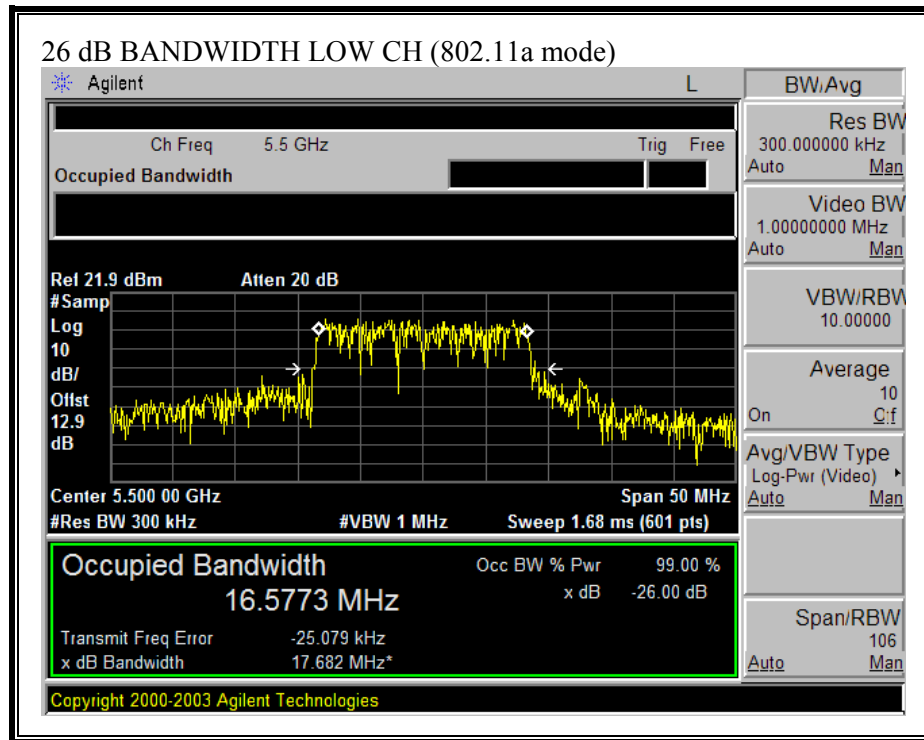 26 dB BANDWIDTH LOW CH (802.11a mode)
Agilent
L
Ch Freq 5.5 GHz Trig Free
Occupied Bandwidth
Ref 21.9 dBm Atten 20 dB
#Samp
Log
10
dB/
Offst
12.9
dB
Center 5.500 00 GHz Span 50 MHz
#Res BW 300 kHz #VBW 1 MHz Sweep 1.68 ms (601 pts)
Occupied Bandwidth
16.5773 MHz
Occ BW % Pwr 99.00 %
x dB -26.00 dB
Transmit Freq Error -25.079 kHz
x dB Bandwidth 17.682 MHz*
Copyright 2000-2003 Agilent Technologies
BW/Avg
Res BW
300.000000 kHz
Auto Man
Video BW
1.00000000 MHz
Auto Man
VBW/RBW
10.00000
Average
10
On
Avg/VBW Type
Log-Pwr (Video)
Auto Man
Span/RBW
106
Auto Man